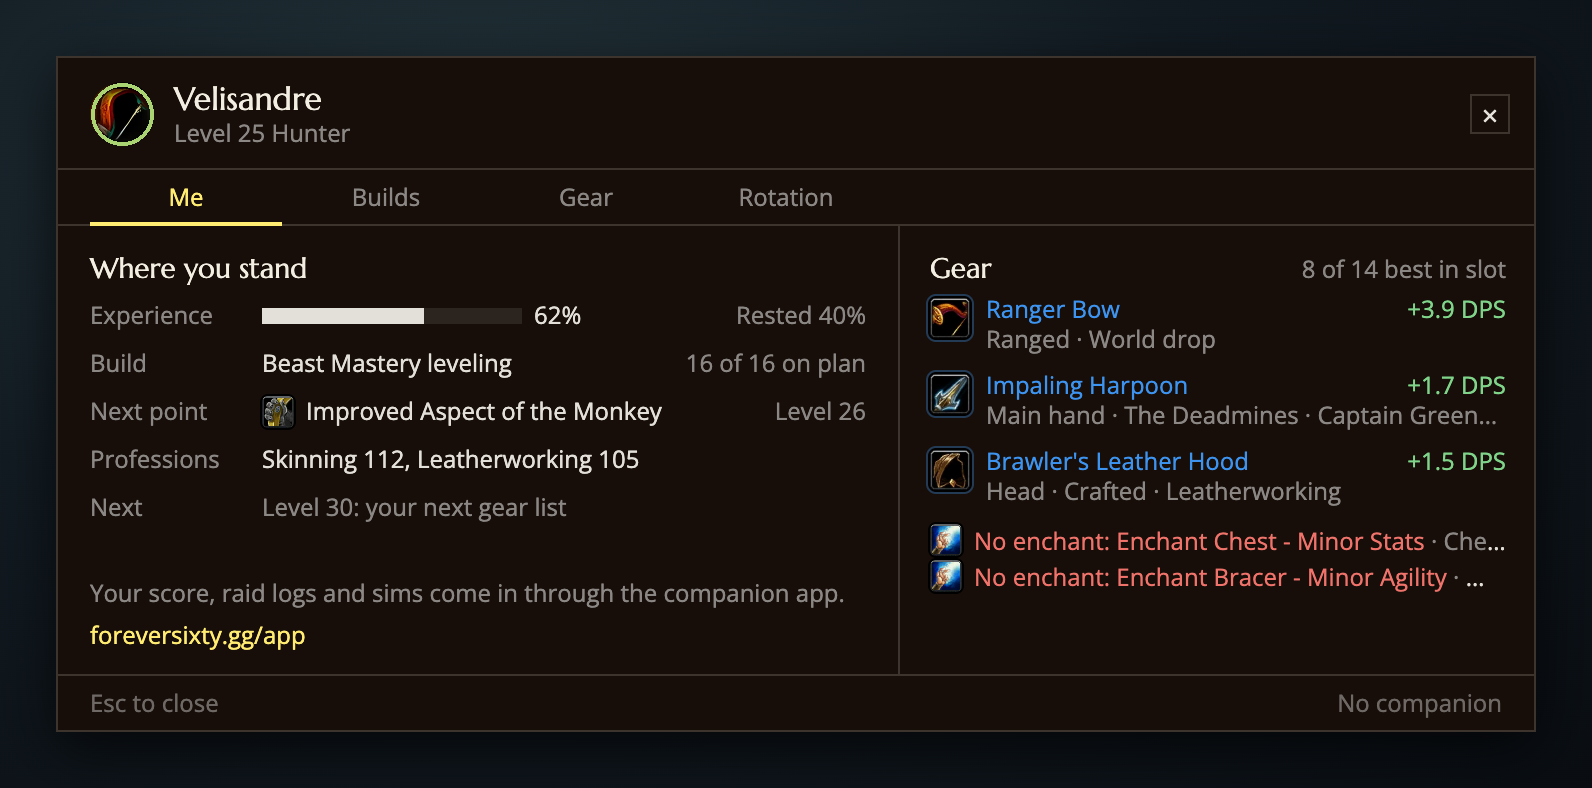 Velisandre
Level 25 Hunter
×
Me
Builds
Gear
Rotation
Where you stand
Experience
62%
Rested 40%
Build
Beast Mastery leveling
16 of 16 on plan
Next point
Improved Aspect of the Monkey
Level 26
Professions
Skinning 112, Leatherworking 105
Next
Level 30: your next gear list
Your score, raid logs and sims come in through the companion app.
foreversixty.gg/app
Gear
8 of 14 best in slot
Ranger Bow
+3.9 DPS
Ranged · World drop
Impaling Harpoon
+1.7 DPS
Main hand · The Deadmines · Captain Green...
Brawler's Leather Hood
+1.5 DPS
Head · Crafted · Leatherworking
No enchant: Enchant Chest - Minor Stats · Che...
No enchant: Enchant Bracer - Minor Agility · ...
Esc to close
No companion